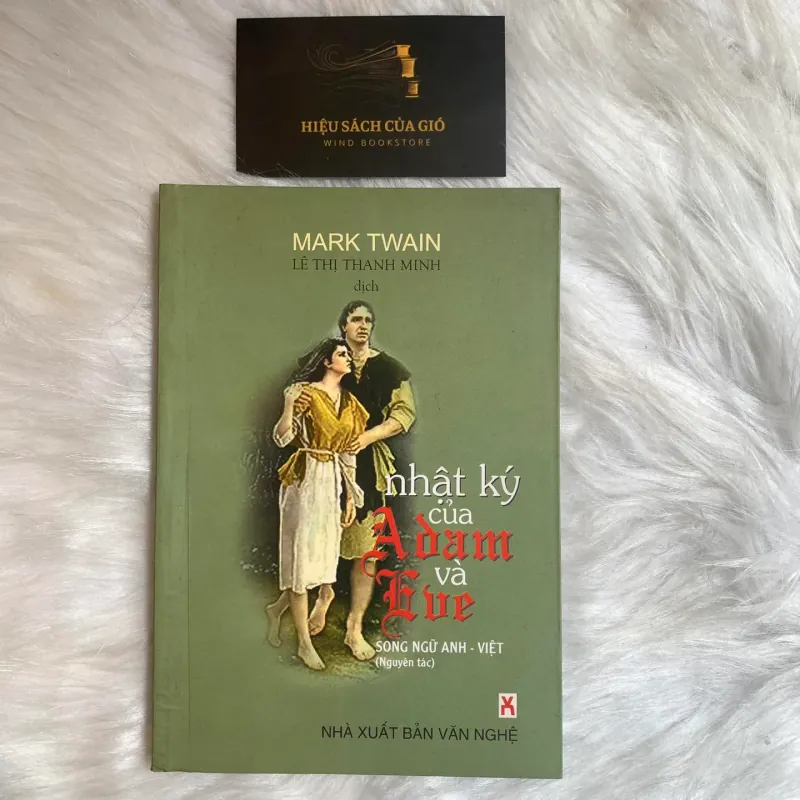 HIỆU SÁCH CỦA GIÓ
WIND BOOKSTORE
MARK TWAIN
LÊ THỊ THANH MINH
dịch
nhật ký
của
Adam
và
Eve
SONG NGỮ ANH - VIỆT
(Nguyên tác)
NHÀ XUẤT BẢN VĂN NGHỆ